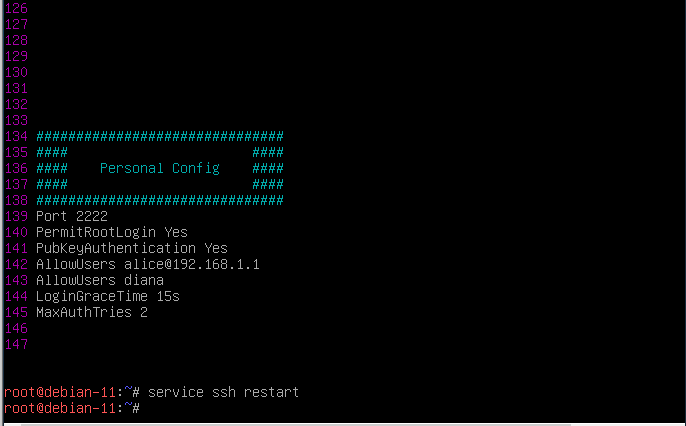 126
127
128
129
130
131
132
133
134 ###############################
135 ####                       ####
136 ####    Personal Config    ####
137 ####                       ####
138 ###############################
139 Port 2222
140 PermitRootLogin Yes
141 PubKeyAuthentication Yes
142 AllowUsers alice@192.168.1.1
143 AllowUsers diana
144 LoginGraceTime 15s
145 MaxAuthTries 2
146
147
root@debian-11:~# service ssh restart
root@debian-11:~#